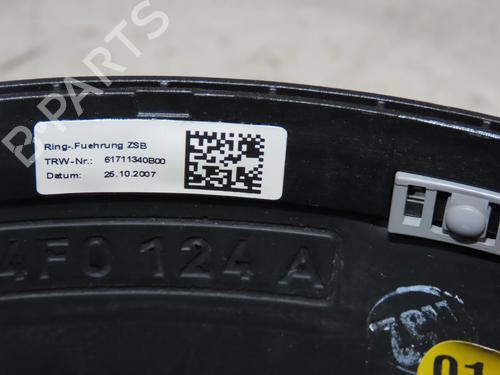 Ring-.Fuehrung ZSB
TRW-Nr.: 61711340B00
Datum: 25.10.2007
4F0 124 A
01
B-PARTS